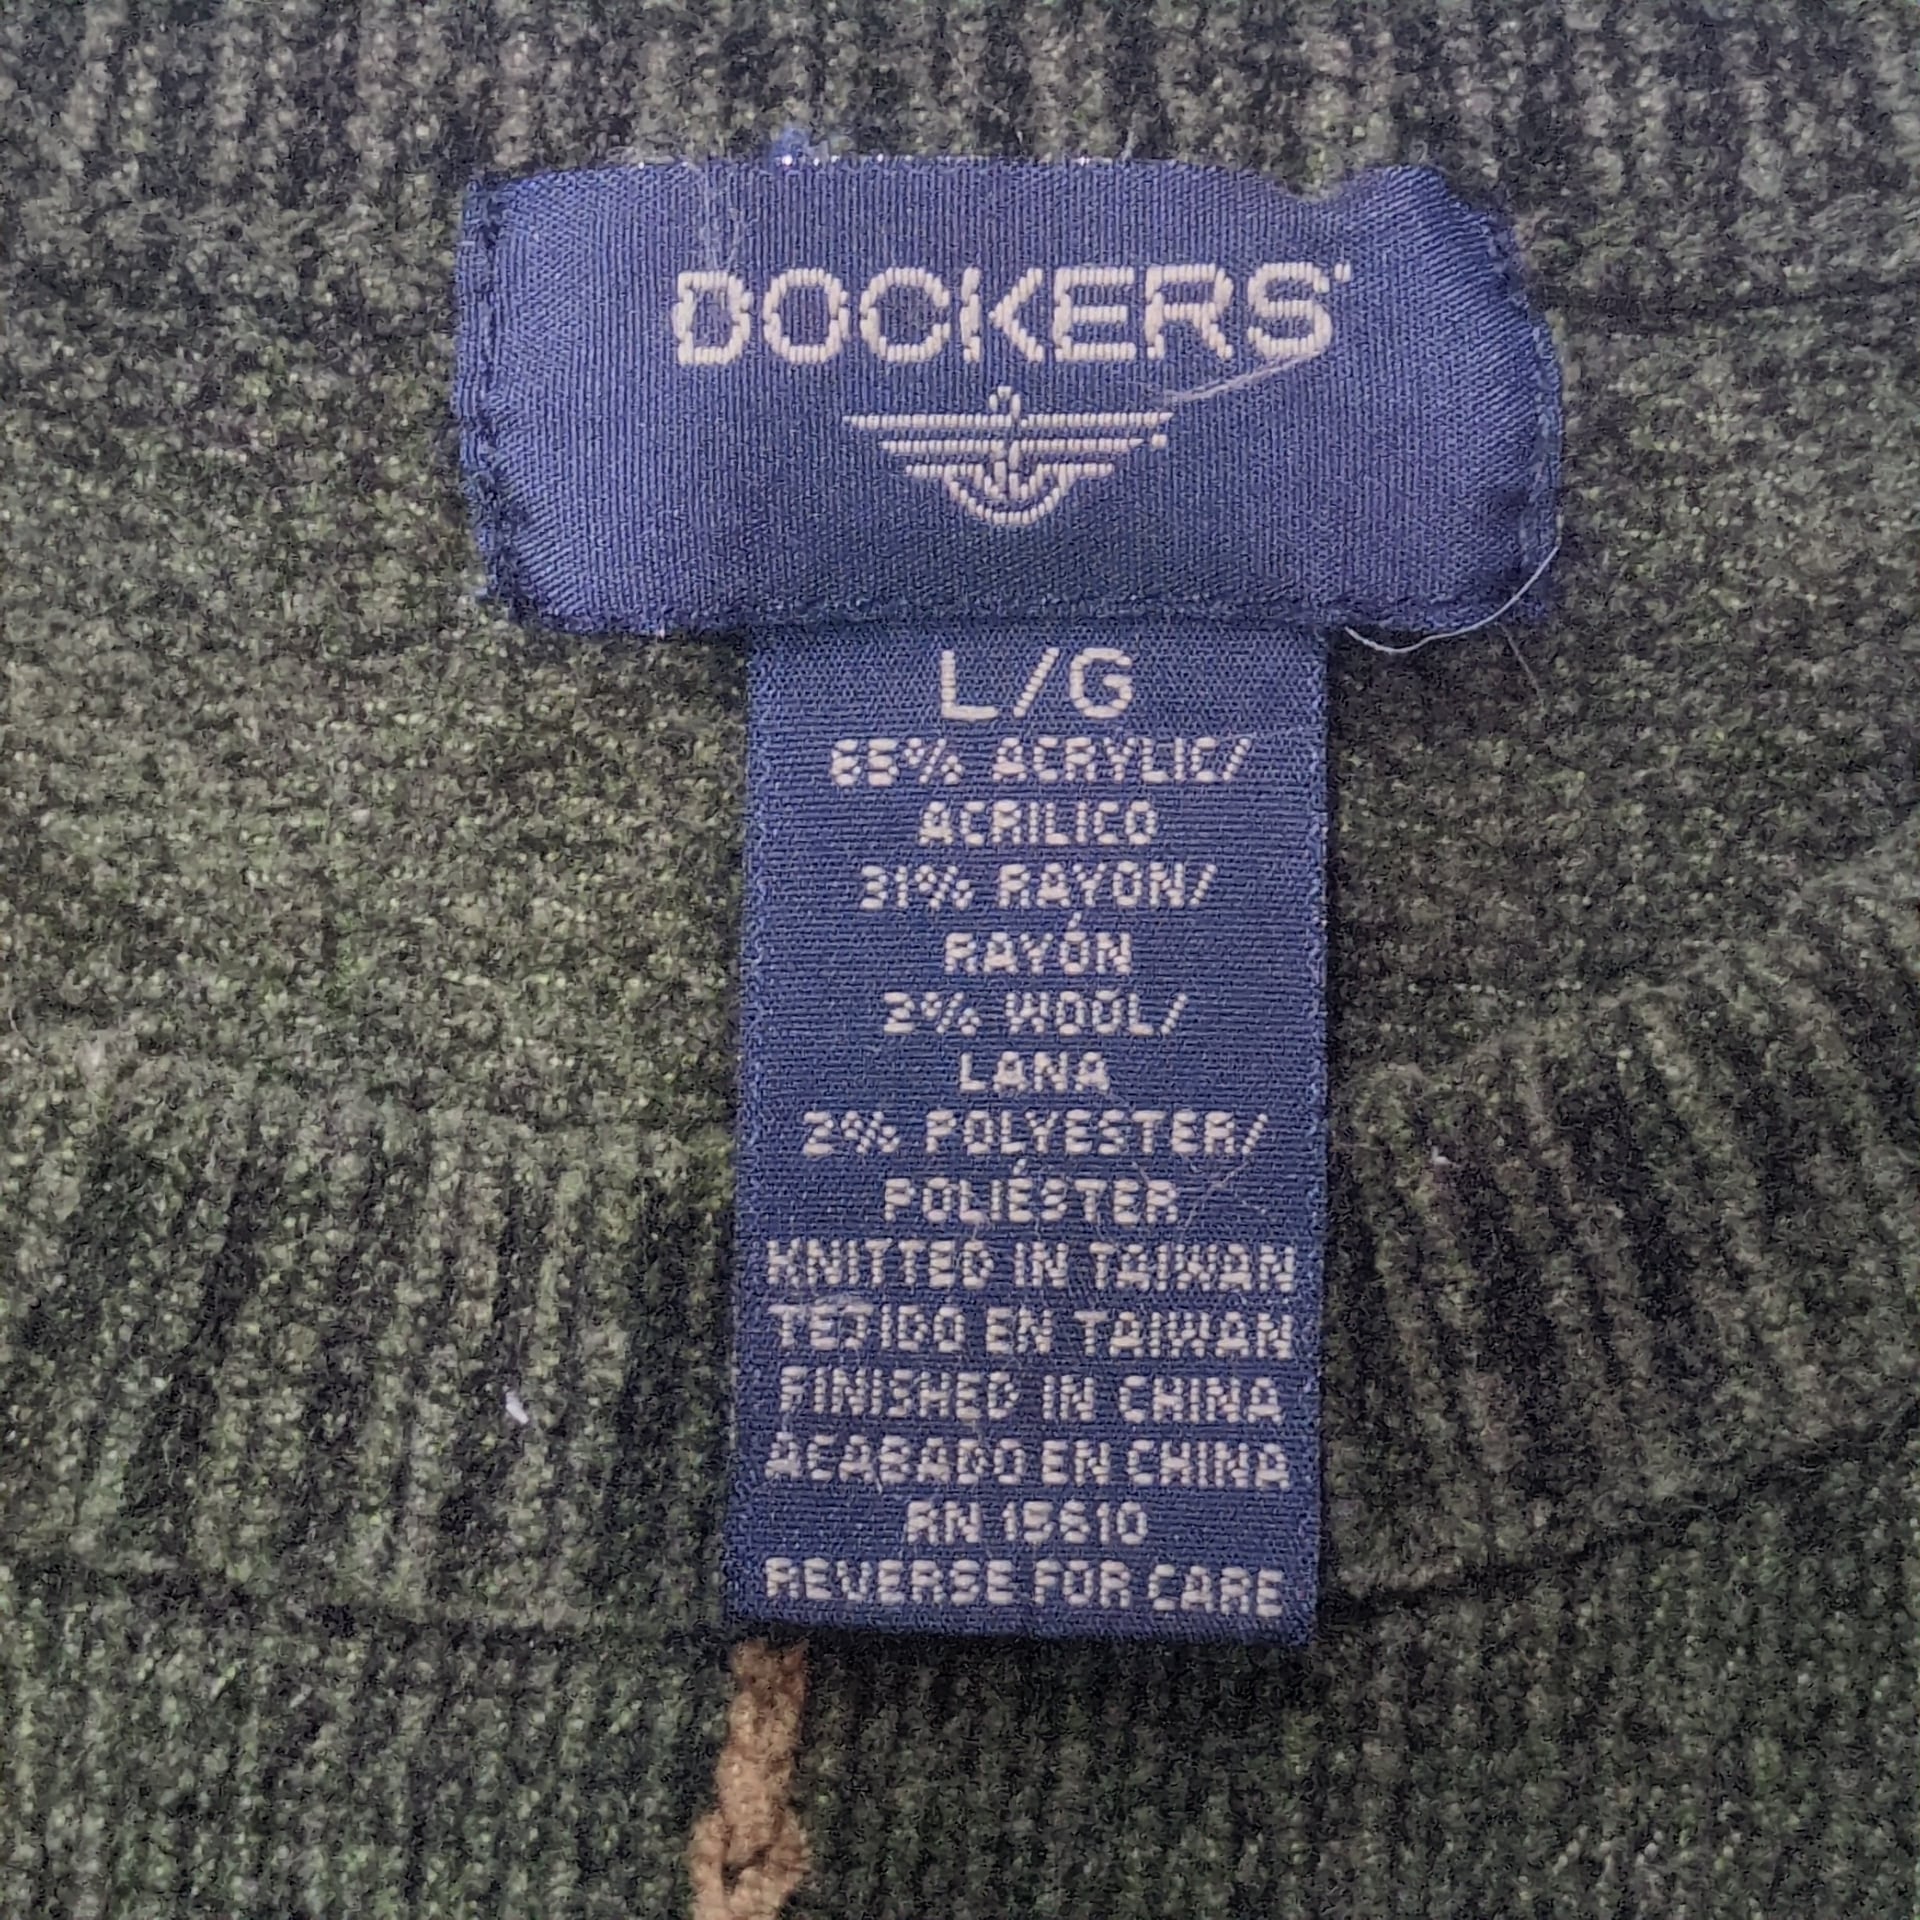 DOCKERS
L/G
65% ACRYLIC/
ACRILICO
31% RAYON/
RAYÓN
2% WOOL/
LANA
2% POLYESTER/
POLIÉSTER
KNITTED IN TAIWAN
TEJIDO EN TAIWAN
FINISHED IN CHINA
ACABADO EN CHINA
RN 15610
REVERSE FOR CARE